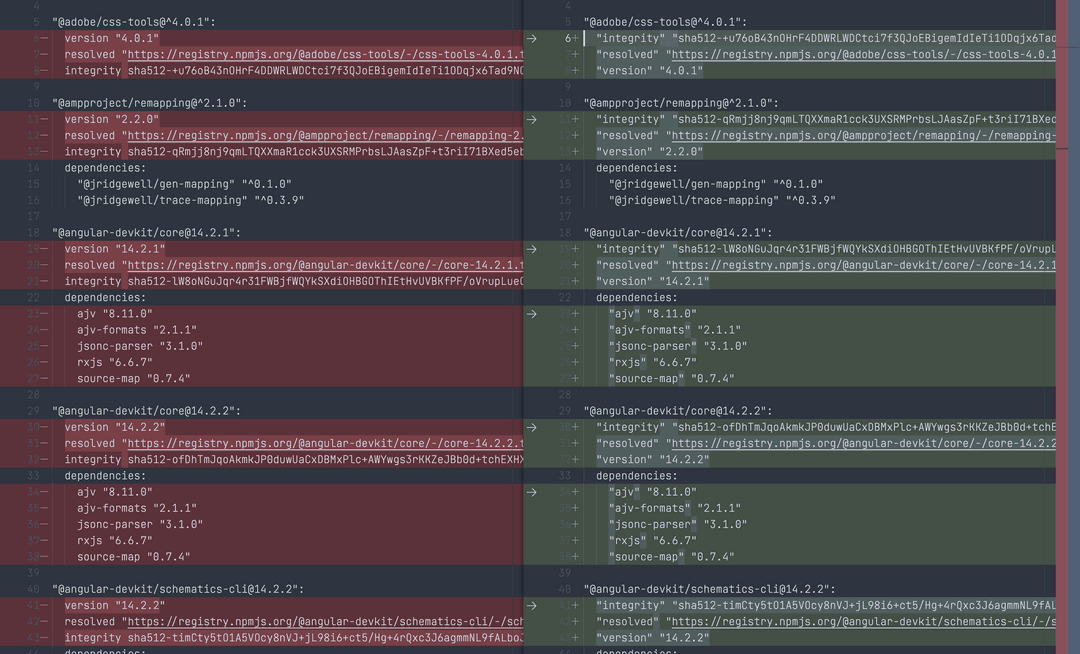 4 4
5 "@adobe/css-tools@^4.0.1": 5 "@adobe/css-tools@^4.0.1":
6- version "4.0.1" → 6+ "integrity" "sha512-+u76oB43nOHrF4DDWRLWDCtci7f3QJoEBigemIdIeTi1ODqjx6Tad
7- resolved "https://registry.npmjs.org/@adobe/css-tools/-/css-tools-4.0.1.t 7+ "resolved" "https://registry.npmjs.org/@adobe/css-tools/-/css-tools-4.0.1
8- integrity sha512-+u76oB43nOHrF4DDWRLWDCtci7f3QJoEBigemIdIeTi1ODqjx6Tad9NO 8+ "version" "4.0.1"
9 9
10 "@ampproject/remapping@^2.1.0": 10 "@ampproject/remapping@^2.1.0":
11- version "2.2.0" → 11+ "integrity" "sha512-qRmjj8nj9qmLTQXXmaR1cck3UXSRMPrbsLJAasZpF+t3riI71BXed
12- resolved "https://registry.npmjs.org/@ampproject/remapping/-/remapping-2. 12+ "resolved" "https://registry.npmjs.org/@ampproject/remapping/-/remapping-
13- integrity sha512-qRmjj8nj9qmLTQXXmaR1cck3UXSRMPrbsLJAasZpF+t3riI71BXed5eb 13+ "version" "2.2.0"
14 dependencies: 14 dependencies:
15 "@jridgewell/gen-mapping" "^0.1.0" 15 "@jridgewell/gen-mapping" "^0.1.0"
16 "@jridgewell/trace-mapping" "^0.3.9" 16 "@jridgewell/trace-mapping" "^0.3.9"
17 17
18 "@angular-devkit/core@14.2.1": 18 "@angular-devkit/core@14.2.1":
19- version "14.2.1" → 19+ "integrity" "sha512-lW8oNGuJqr4r31FWBjfWQYkSXdiOHBGOThIEtHvUVBKfPF/oVrupL
20- resolved "https://registry.npmjs.org/@angular-devkit/core/-/core-14.2.1.t 20+ "resolved" "https://registry.npmjs.org/@angular-devkit/core/-/core-14.2.1
21- integrity sha512-lW8oNGuJqr4r31FWBjfWQYkSXdiOHBGOThIEtHvUVBKfPF/oVrupLueG 21+ "version" "14.2.1"
22 dependencies: 22 dependencies:
23- ajv "8.11.0" → 23+ "ajv" "8.11.0"
24- ajv-formats "2.1.1" 24+ "ajv-formats" "2.1.1"
25- jsonc-parser "3.1.0" 25+ "jsonc-parser" "3.1.0"
26- rxjs "6.6.7" 26+ "rxjs" "6.6.7"
27- source-map "0.7.4" 27+ "source-map" "0.7.4"
28 28
29 "@angular-devkit/core@14.2.2": 29 "@angular-devkit/core@14.2.2":
30- version "14.2.2" → 30+ "integrity" "sha512-ofDhTmJqoAkmkJP0duwUaCxDBMxPlc+AWYwgs3rKKZeJBb0d+tchE
31- resolved "https://registry.npmjs.org/@angular-devkit/core/-/core-14.2.2.t 31+ "resolved" "https://registry.npmjs.org/@angular-devkit/core/-/core-14.2.2
32- integrity sha512-ofDhTmJqoAkmkJP0duwUaCxDBMxPlc+AWYwgs3rKKZeJBb0d+tchEXHX 32+ "version" "14.2.2"
33 dependencies: 33 dependencies:
34- ajv "8.11.0" → 34+ "ajv" "8.11.0"
35- ajv-formats "2.1.1" 35+ "ajv-formats" "2.1.1"
36- jsonc-parser "3.1.0" 36+ "jsonc-parser" "3.1.0"
37- rxjs "6.6.7" 37+ "rxjs" "6.6.7"
38- source-map "0.7.4" 38+ "source-map" "0.7.4"
39 39
40 "@angular-devkit/schematics-cli@14.2.2": 40 "@angular-devkit/schematics-cli@14.2.2":
41- version "14.2.2" → 41+ "integrity" "sha512-timCty5tO1A5VOcy8nVJ+jL98i6+ct5/Hg+4rQxc3J6agmmNL9fAL
42- resolved "https://registry.npmjs.org/@angular-devkit/schematics-cli/-/sch 42+ "resolved" "https://registry.npmjs.org/@angular-devkit/schematics-cli/-/s
43- integrity sha512-timCty5tO1A5VOcy8nVJ+jL98i6+ct5/Hg+4rQxc3J6agmmNL9fALboJ 43+ "version" "14.2.2"
44 dependencies: 44 dependencies: